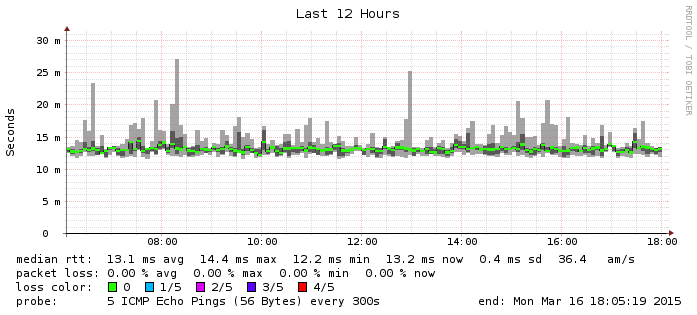 Last 12 Hours
RRDTOOL / TOBI OETIKER
Seconds
30 m
25 m
20 m
15 m
10 m
5 m
0
08:00 10:00 12:00 14:00 16:00 18:00
median rtt: 13.1 ms avg 14.4 ms max 12.2 ms min 13.2 ms now 0.4 ms sd 36.4 am/s
packet loss: 0.00 % avg 0.00 % max 0.00 % min 0.00 % now
loss color: 0 1/5 2/5 3/5 4/5
probe: 5 ICMP Echo Pings (56 Bytes) every 300s end: Mon Mar 16 18:05:19 2015